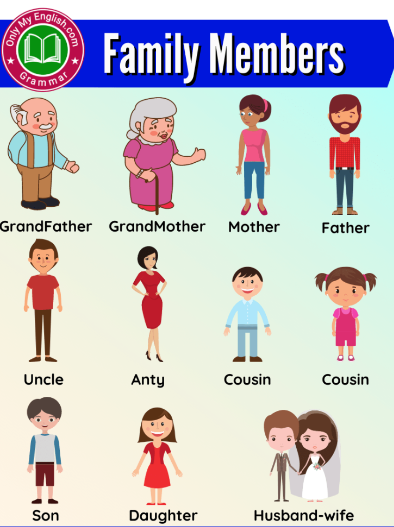 Only My English.com
Grammar
Family Members
GrandFather GrandMother Mother Father
Uncle Anty Cousin Cousin
Son Daughter Husband-wife